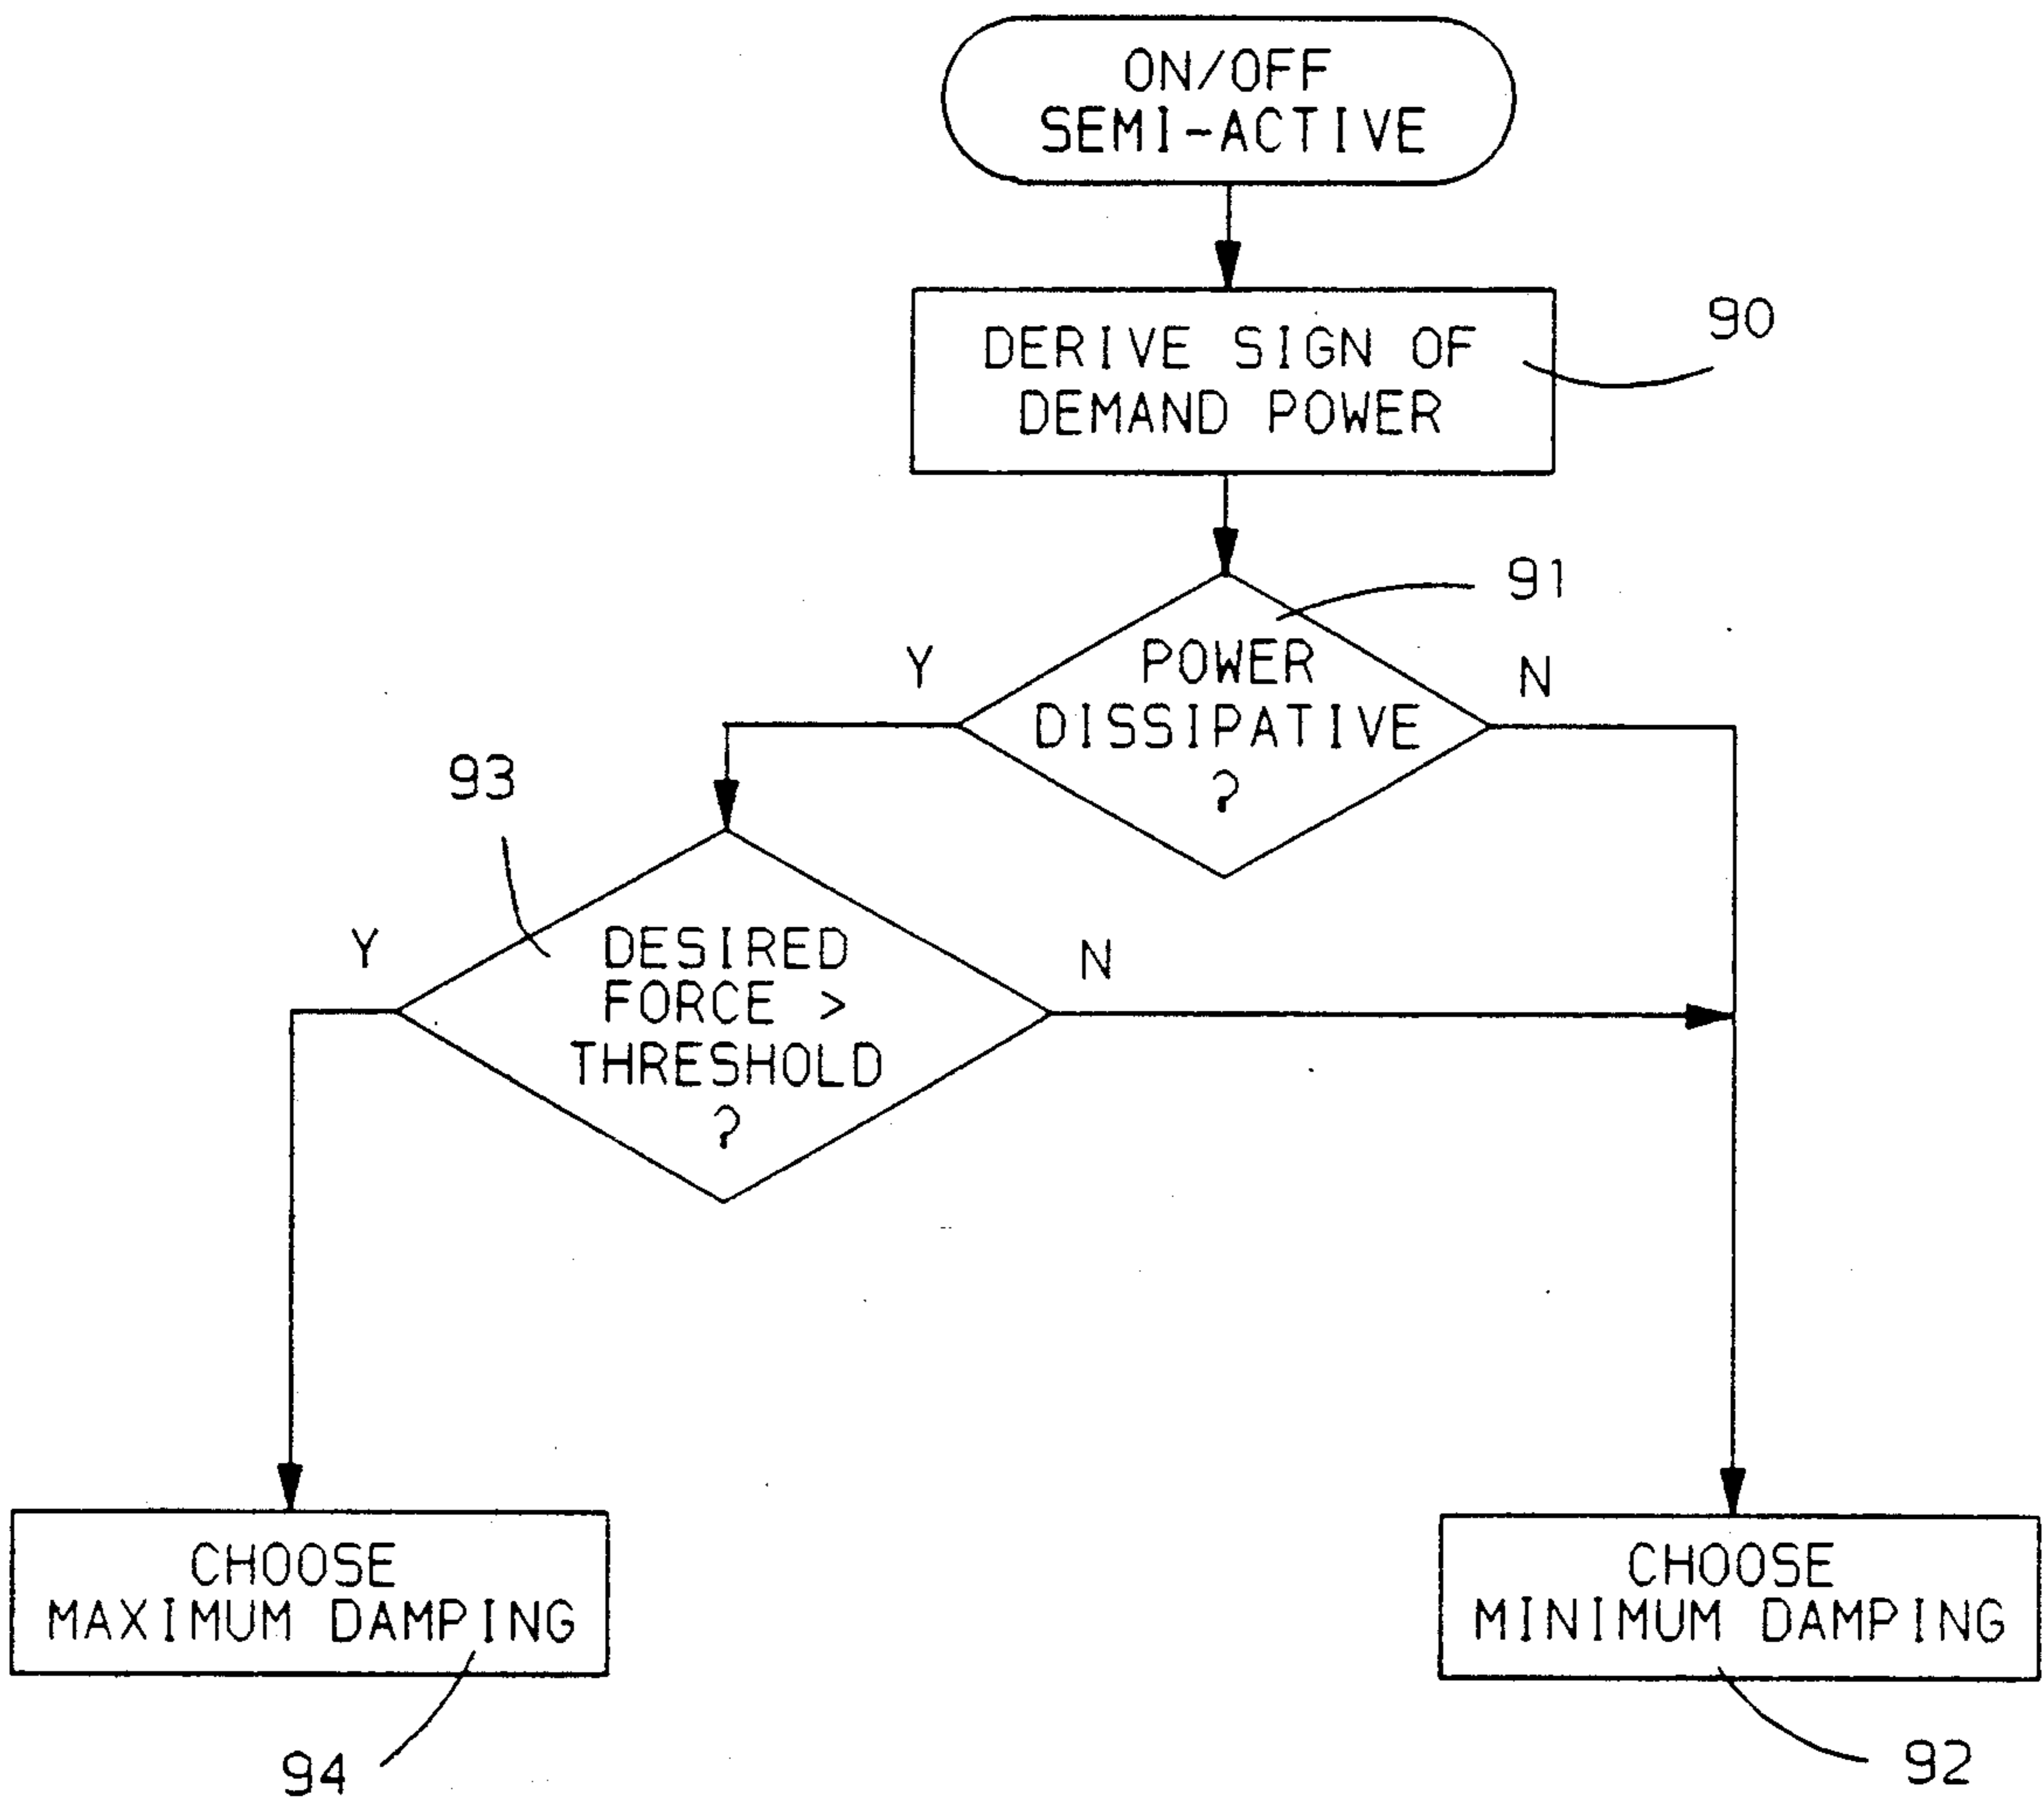 ON/OFF
SEMI-ACTIVE
DERIVE SIGN OF
DEMAND POWER
90
91
POWER
DISSIPATIVE
?
Y
N
93
DESIRED
FORCE >
THRESHOLD
?
Y
N
CHOOSE
MAXIMUM DAMPING
94
CHOOSE
MINIMUM DAMPING
92